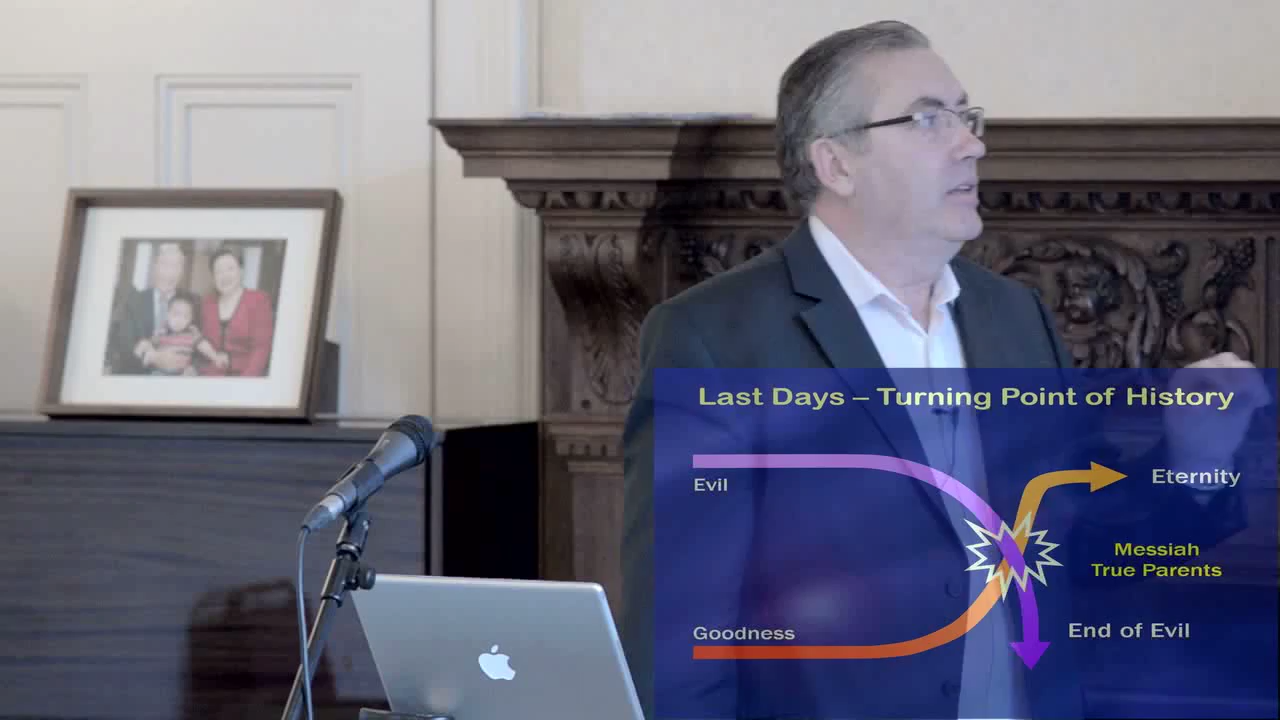 Last Days – Turning Point of History
Evil
Eternity
Messiah
True Parents
End of Evil
Goodness